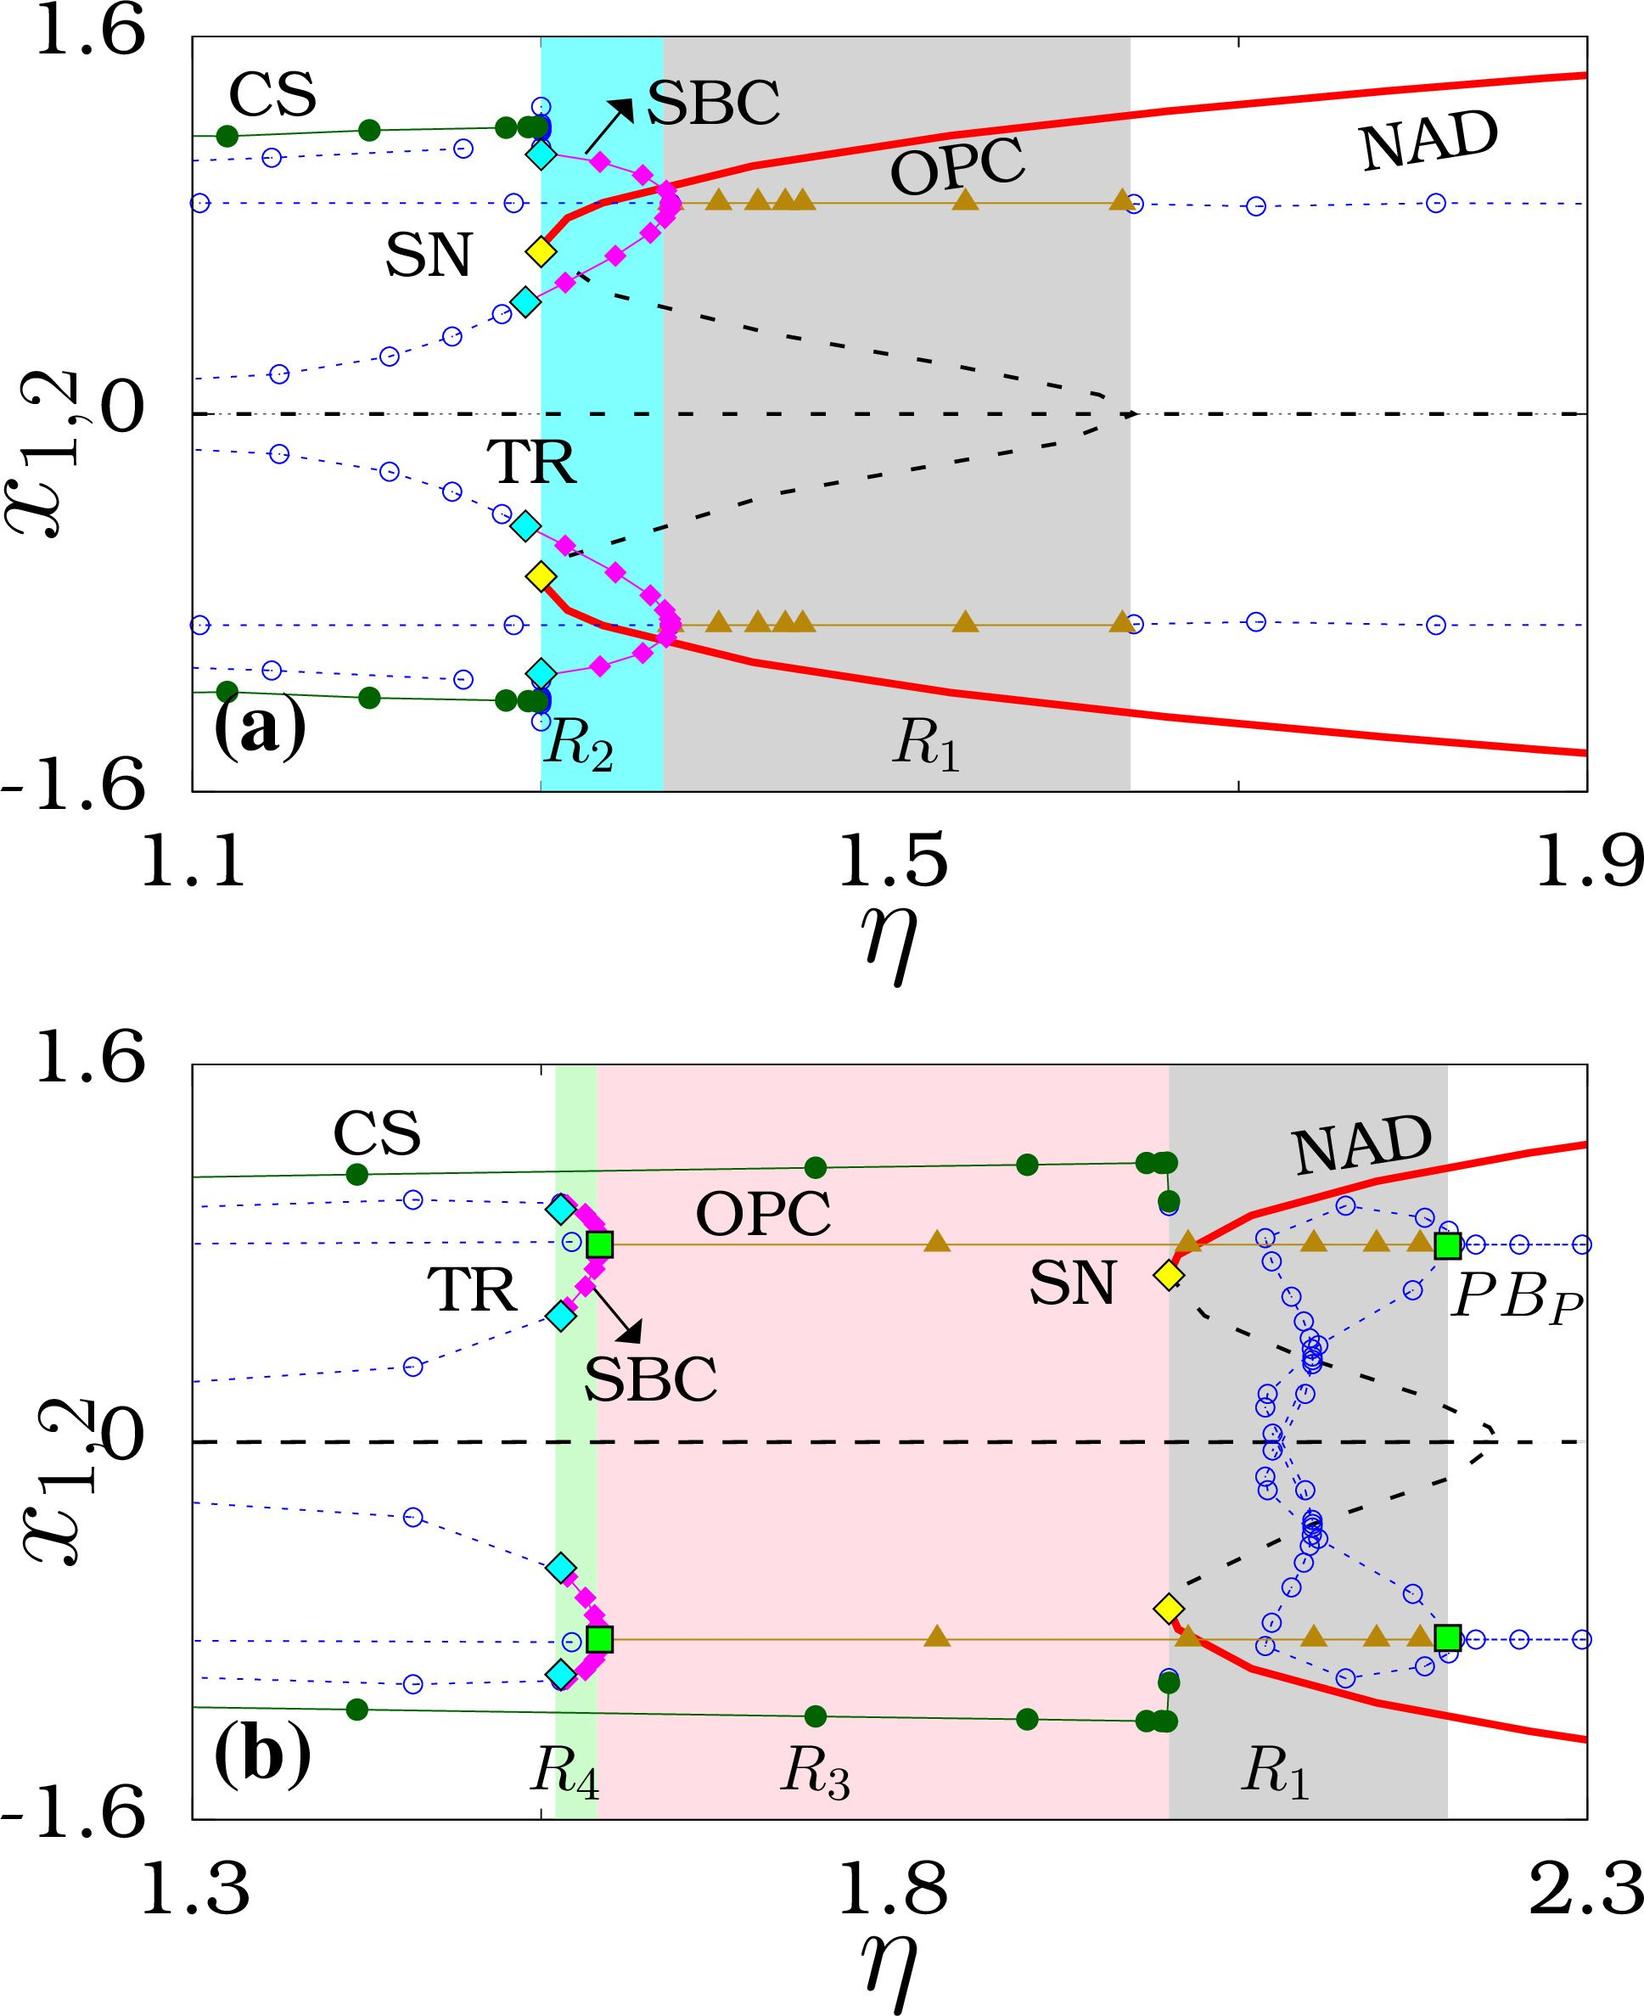 1.6
CS
SBC
OPC
NAD
SN
x1,2
0
TR
(a)
R2
R1
-1.6
1.1
1.5
1.9
η
1.6
CS
OPC
NAD
TR
SN
PBP
SBC
x1,2
0
(b)
R4
R3
R1
-1.6
1.3
1.8
2.3
η